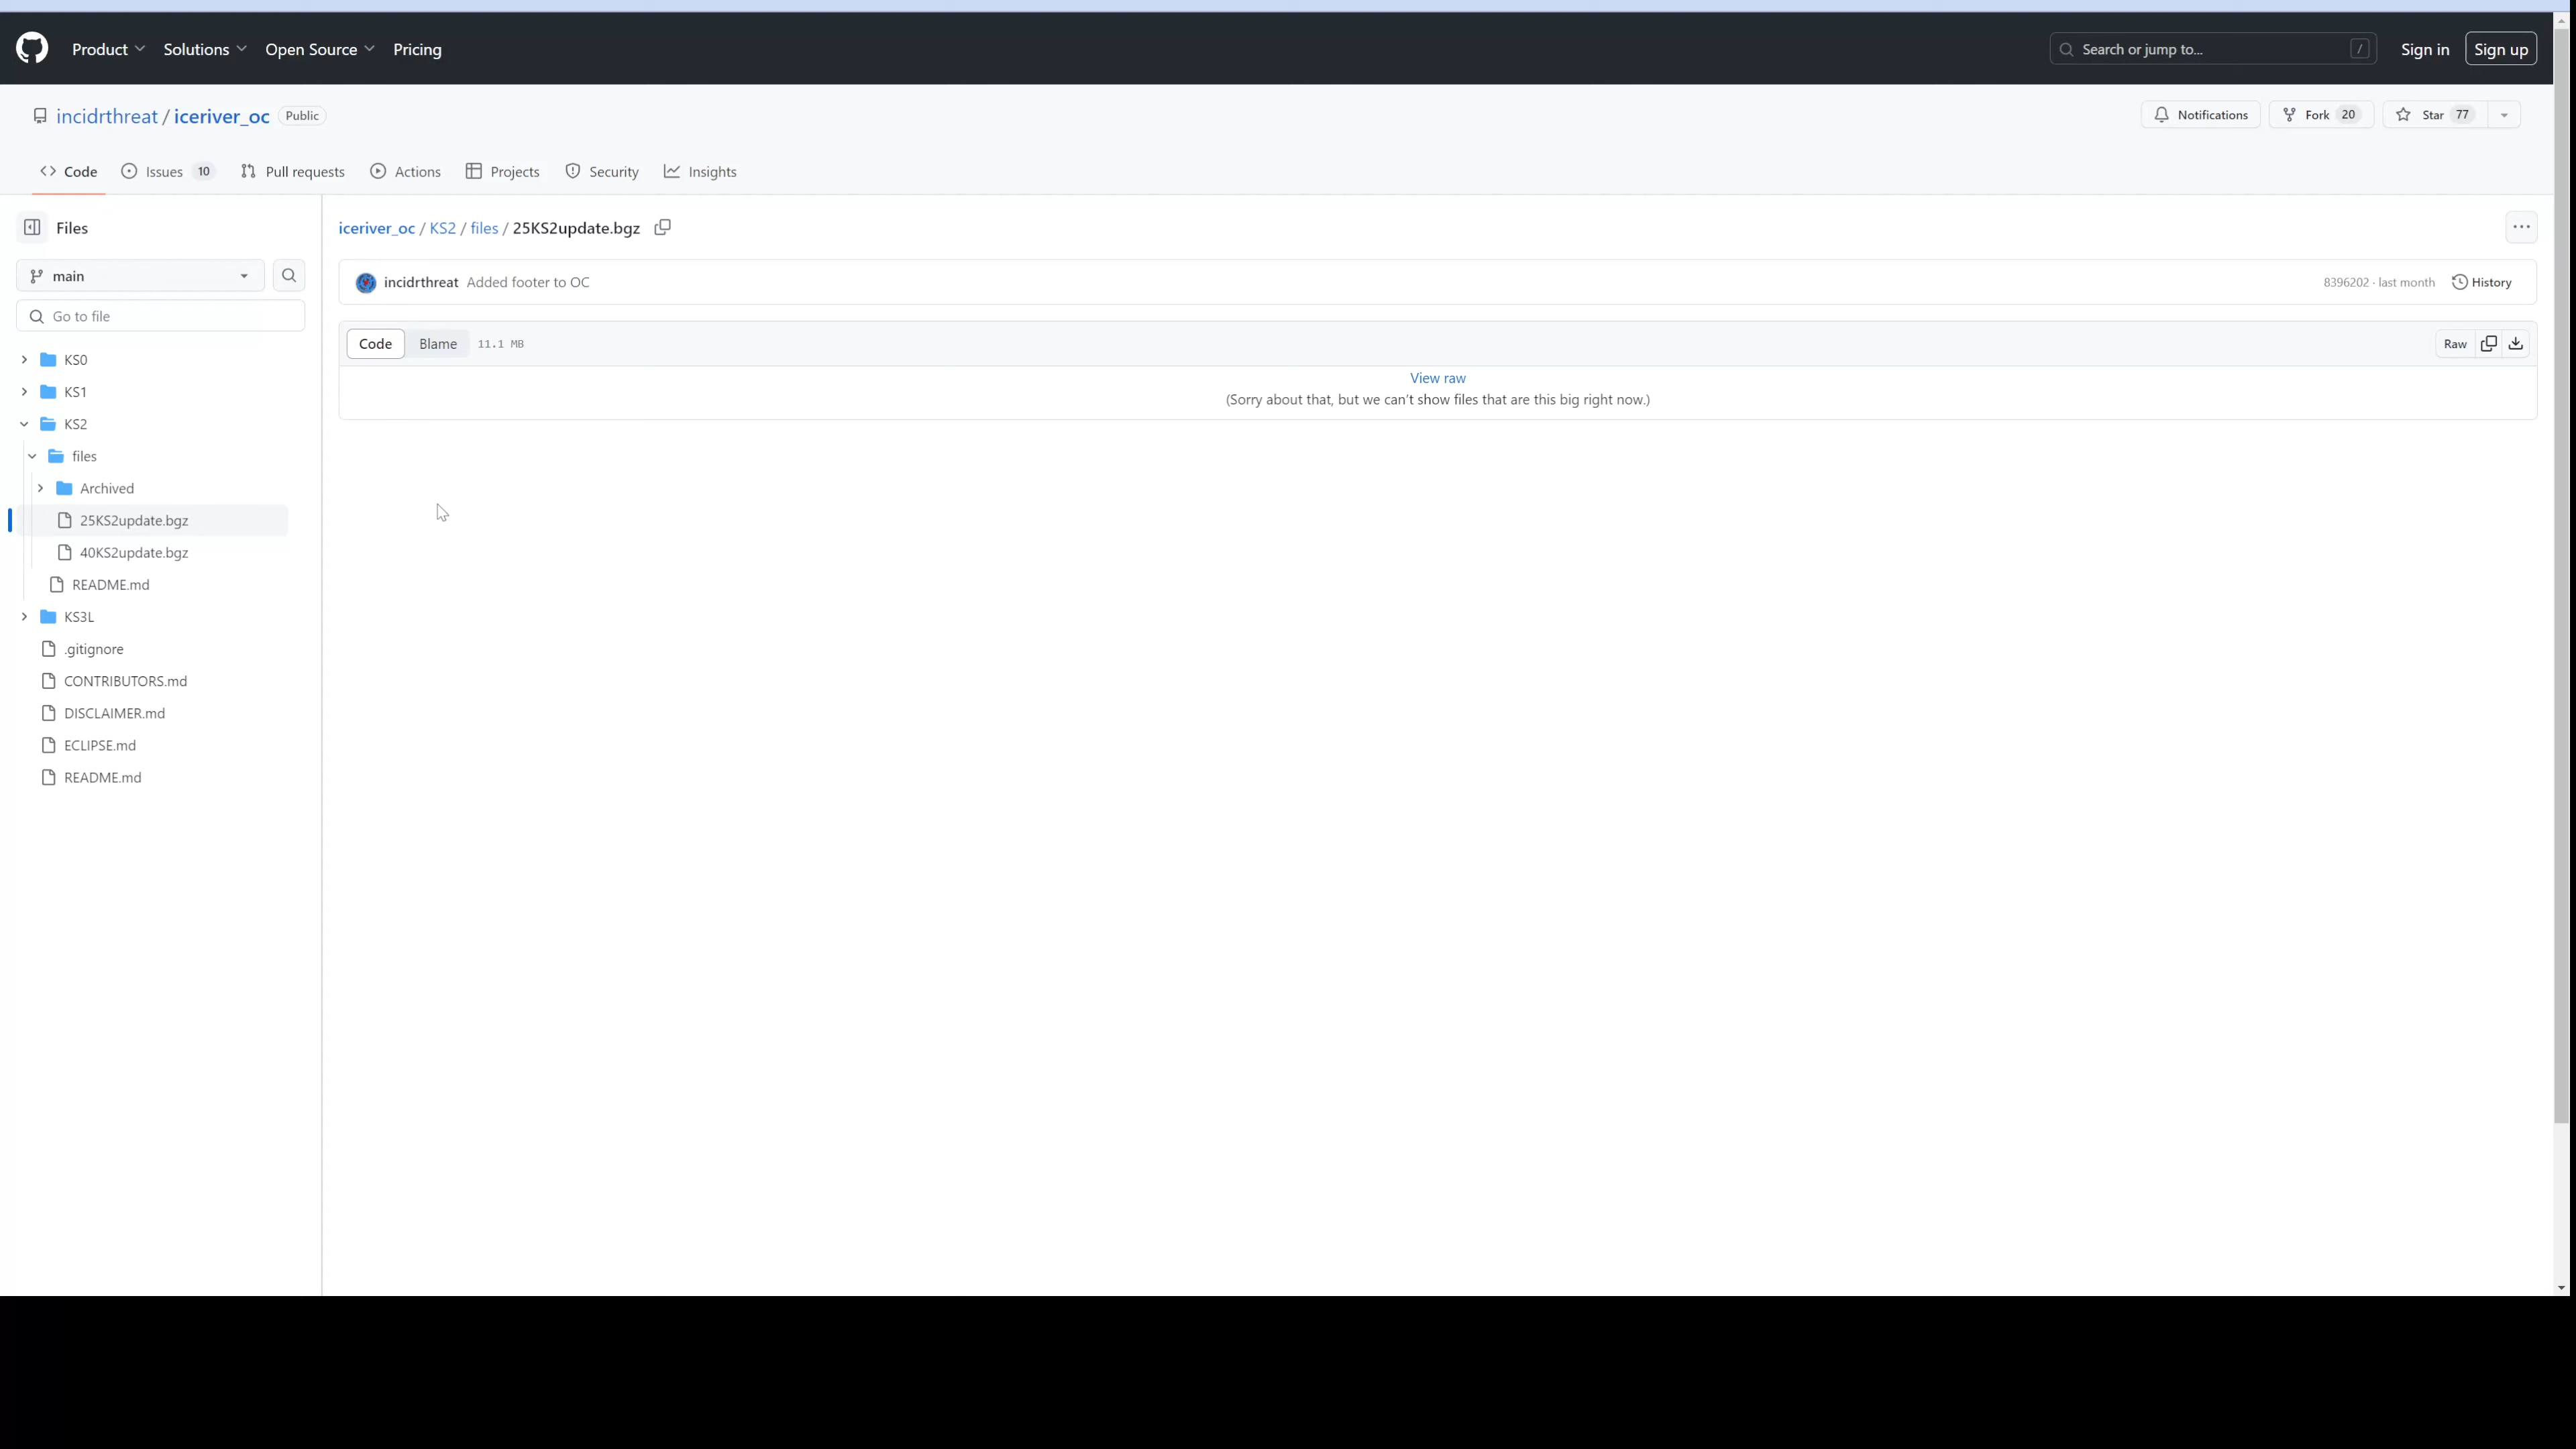 Product Solutions Open Source Pricing Search or jump to... / Sign in Sign up
incidrthreat / iceriver_oc Public Notifications Fork 20 Star 77
Code Issues 10 Pull requests Actions Projects Security Insights
Files iceriver_oc / KS2 / files / 25KS2update.bgz
main
incidrthreat Added footer to OC 8396202 · last month History
Go to file
Code Blame 11.1 MB Raw
KS0
View raw
KS1
(Sorry about that, but we can't show files that are this big right now.)
KS2
files
Archived
25KS2update.bgz
40KS2update.bgz
README.md
KS3L
.gitignore
CONTRIBUTORS.md
DISCLAIMER.md
ECLIPSE.md
README.md